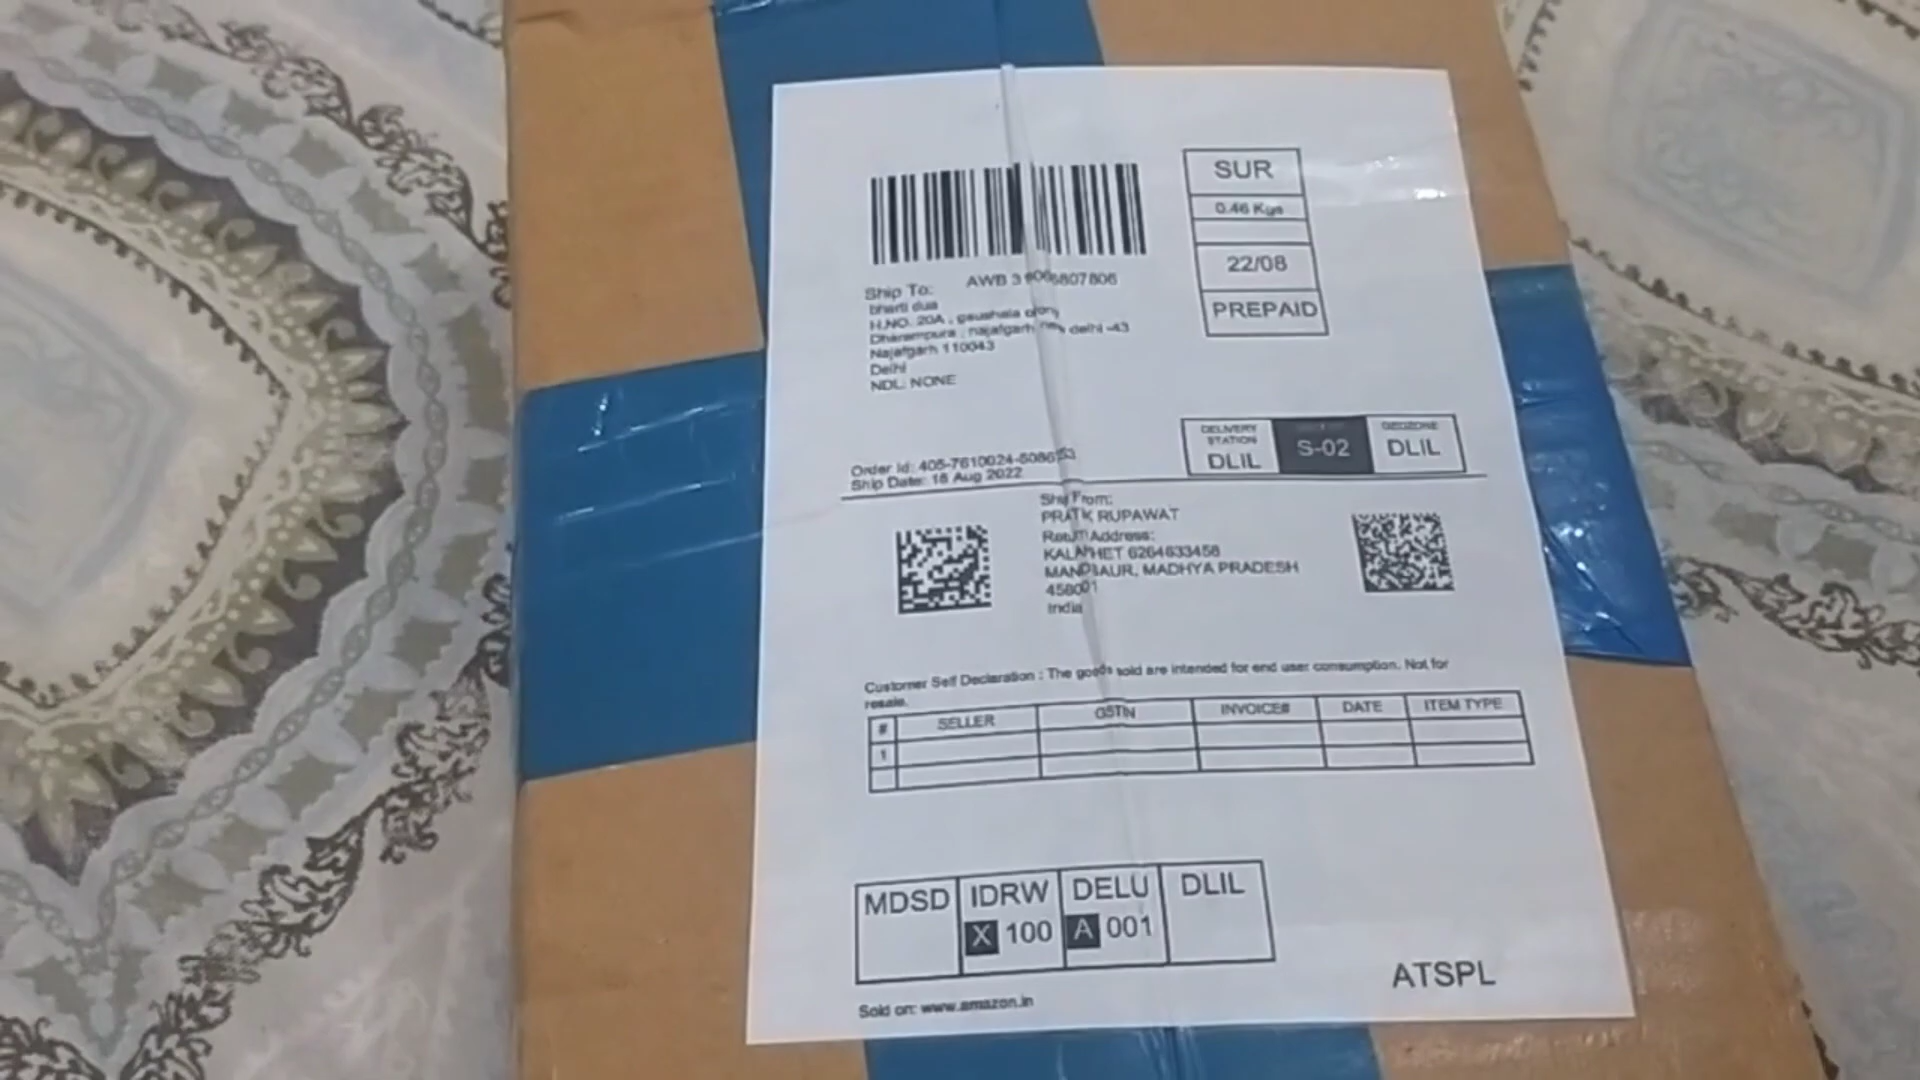 SUR
0.46 Kgs
22/08
PREPAID
AWB
Ship To:
bharti dua
H.NO. 20A , gaushala
Dharampura , najafgarh delhi -43
Najafgarh 110043
Delhi
NDL: NONE
DELIVERY STATION
DLIL
S-02
GEOZONE
DLIL
Order Id:
Ship Date: 18 Aug 2022
Ship From:
PRATIK RUPAWAT
Return Address:
KALAKHET 6264633458
MANDSAUR, MADHYA PRADESH
458001
India
Customer Self Declaration : The goods sold are intended for end user consumption. Not for
resale.
# SELLER GSTIN INVOICE# DATE ITEM TYPE
1
MDSD IDRW DELU DLIL
X 100 A 001
ATSPL
Sold on: www.amazon.in